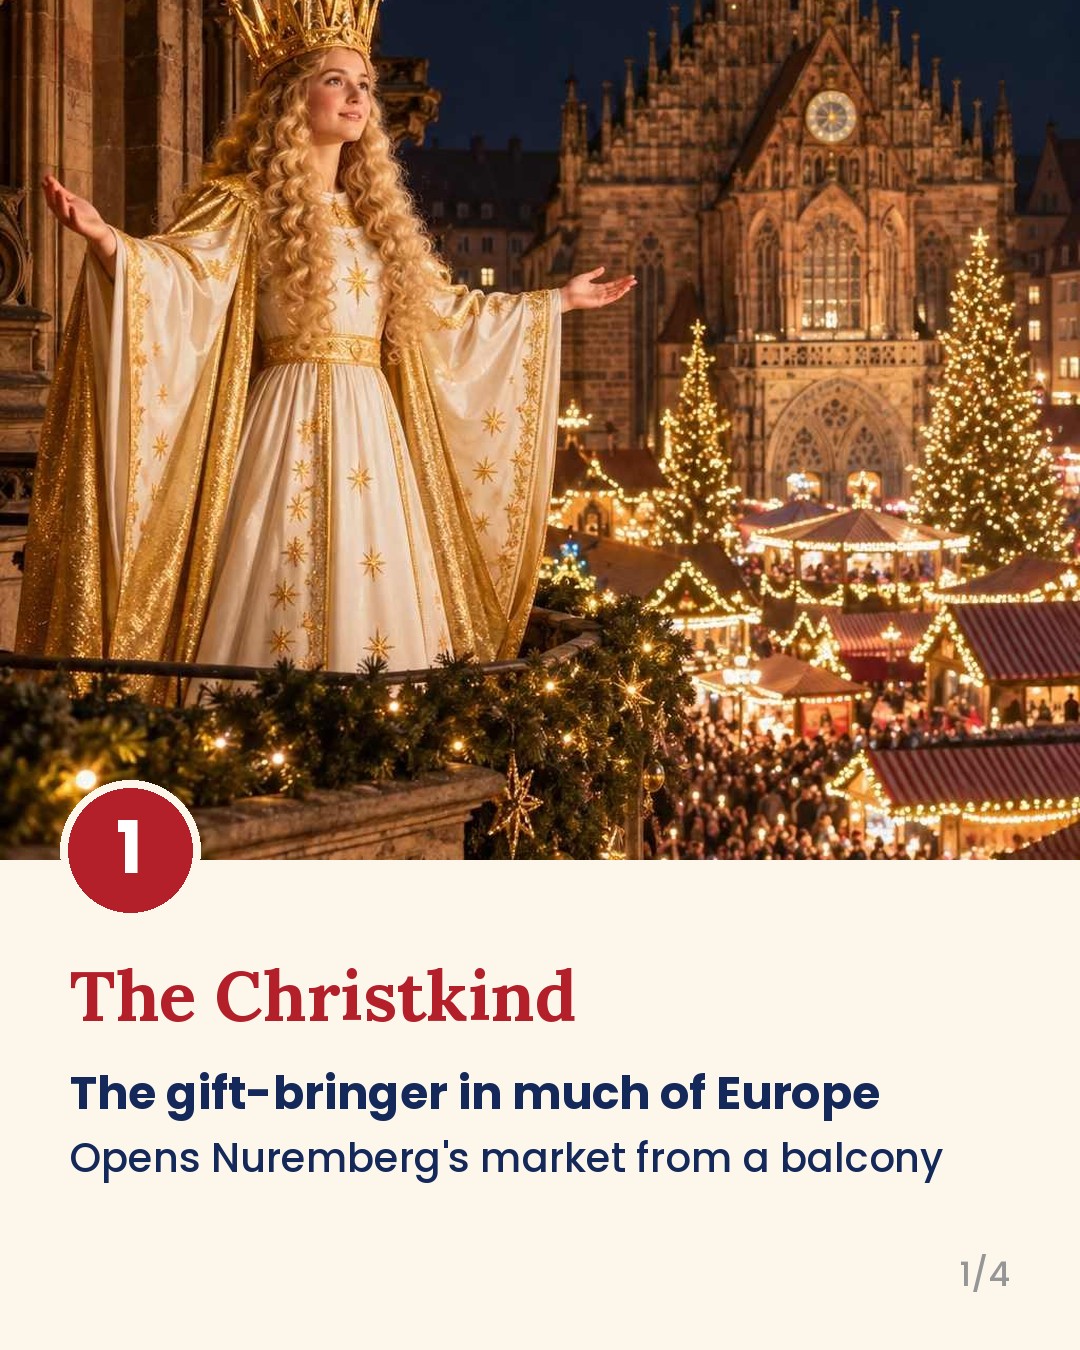 1
The Christkind
The gift-bringer in much of Europe
Opens Nuremberg's market from a balcony
1/4